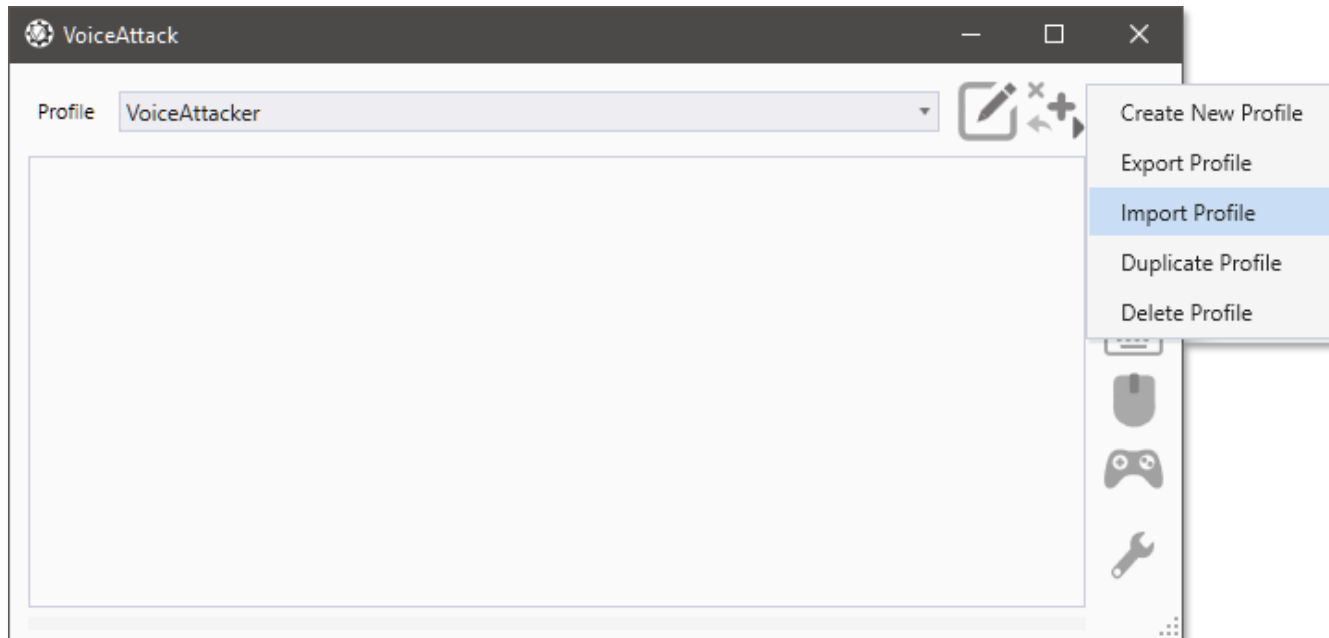 VoiceAttack
Profile
VoiceAttacker
Create New Profile
Export Profile
Import Profile
Duplicate Profile
Delete Profile